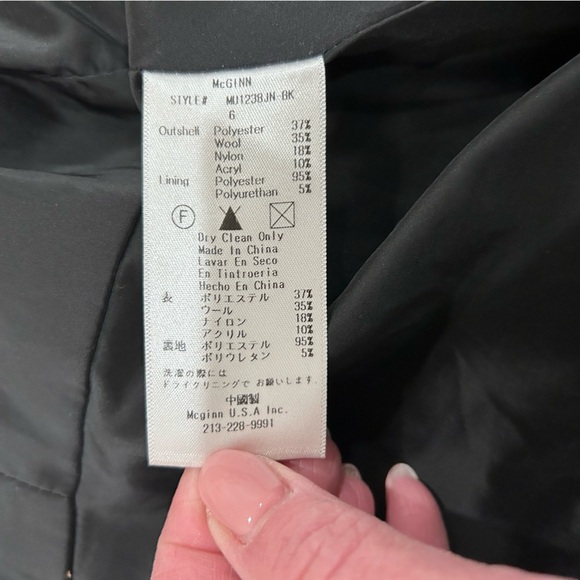 McGINN
STYLE# MU1238JN-BK
6
Outshell Polyester 37%
Wool 35%
Nylon 18%
Acryl 10%
Lining Polyester 95%
Polyurethan 5%
F
Dry Clean Only
Made In China
Lavar En Seco
En Tintroeria
Hecho En China
表 ポリエステル 37%
ウール 35%
ナイロン 18%
アクリル 10%
裏地 ポリエステル 95%
ポリウレタン 5%
洗濯の際には
ドライクリニングで お願いします.
中國製
Mcginn U.S.A Inc.
213-228-9991